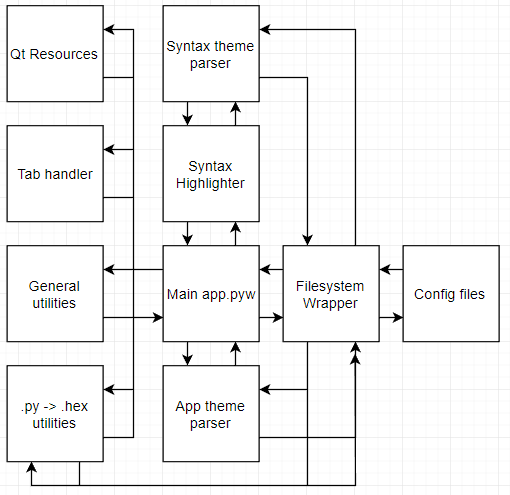 Qt Resources
Syntax theme
parser
Tab handler
Syntax
Highlighter
General
utilities
Main app.pyw
Filesystem
Wrapper
Config files
.py -> .hex
utilities
App theme
parser